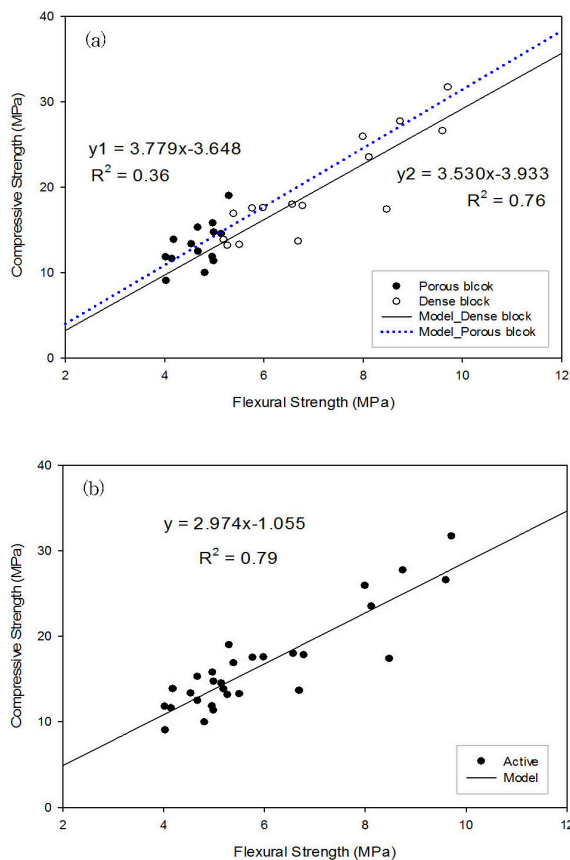 (a)
40
30
20
10
0
Compressive Strength (MPa)
y1 = 3.779x-3.648
R² = 0.36
y2 = 3.530x-3.933
R² = 0.76
Porous blcok
Dense block
Model_Dense block
Model_Porous blcok
2 4 6 8 10 12
Flexural Strength (MPa)
(b)
40
30
20
10
0
Compressive Strength (MPa)
y = 2.974x-1.055
R² = 0.79
Active
Model
2 4 6 8 10 12
Flexural Strength (MPa)